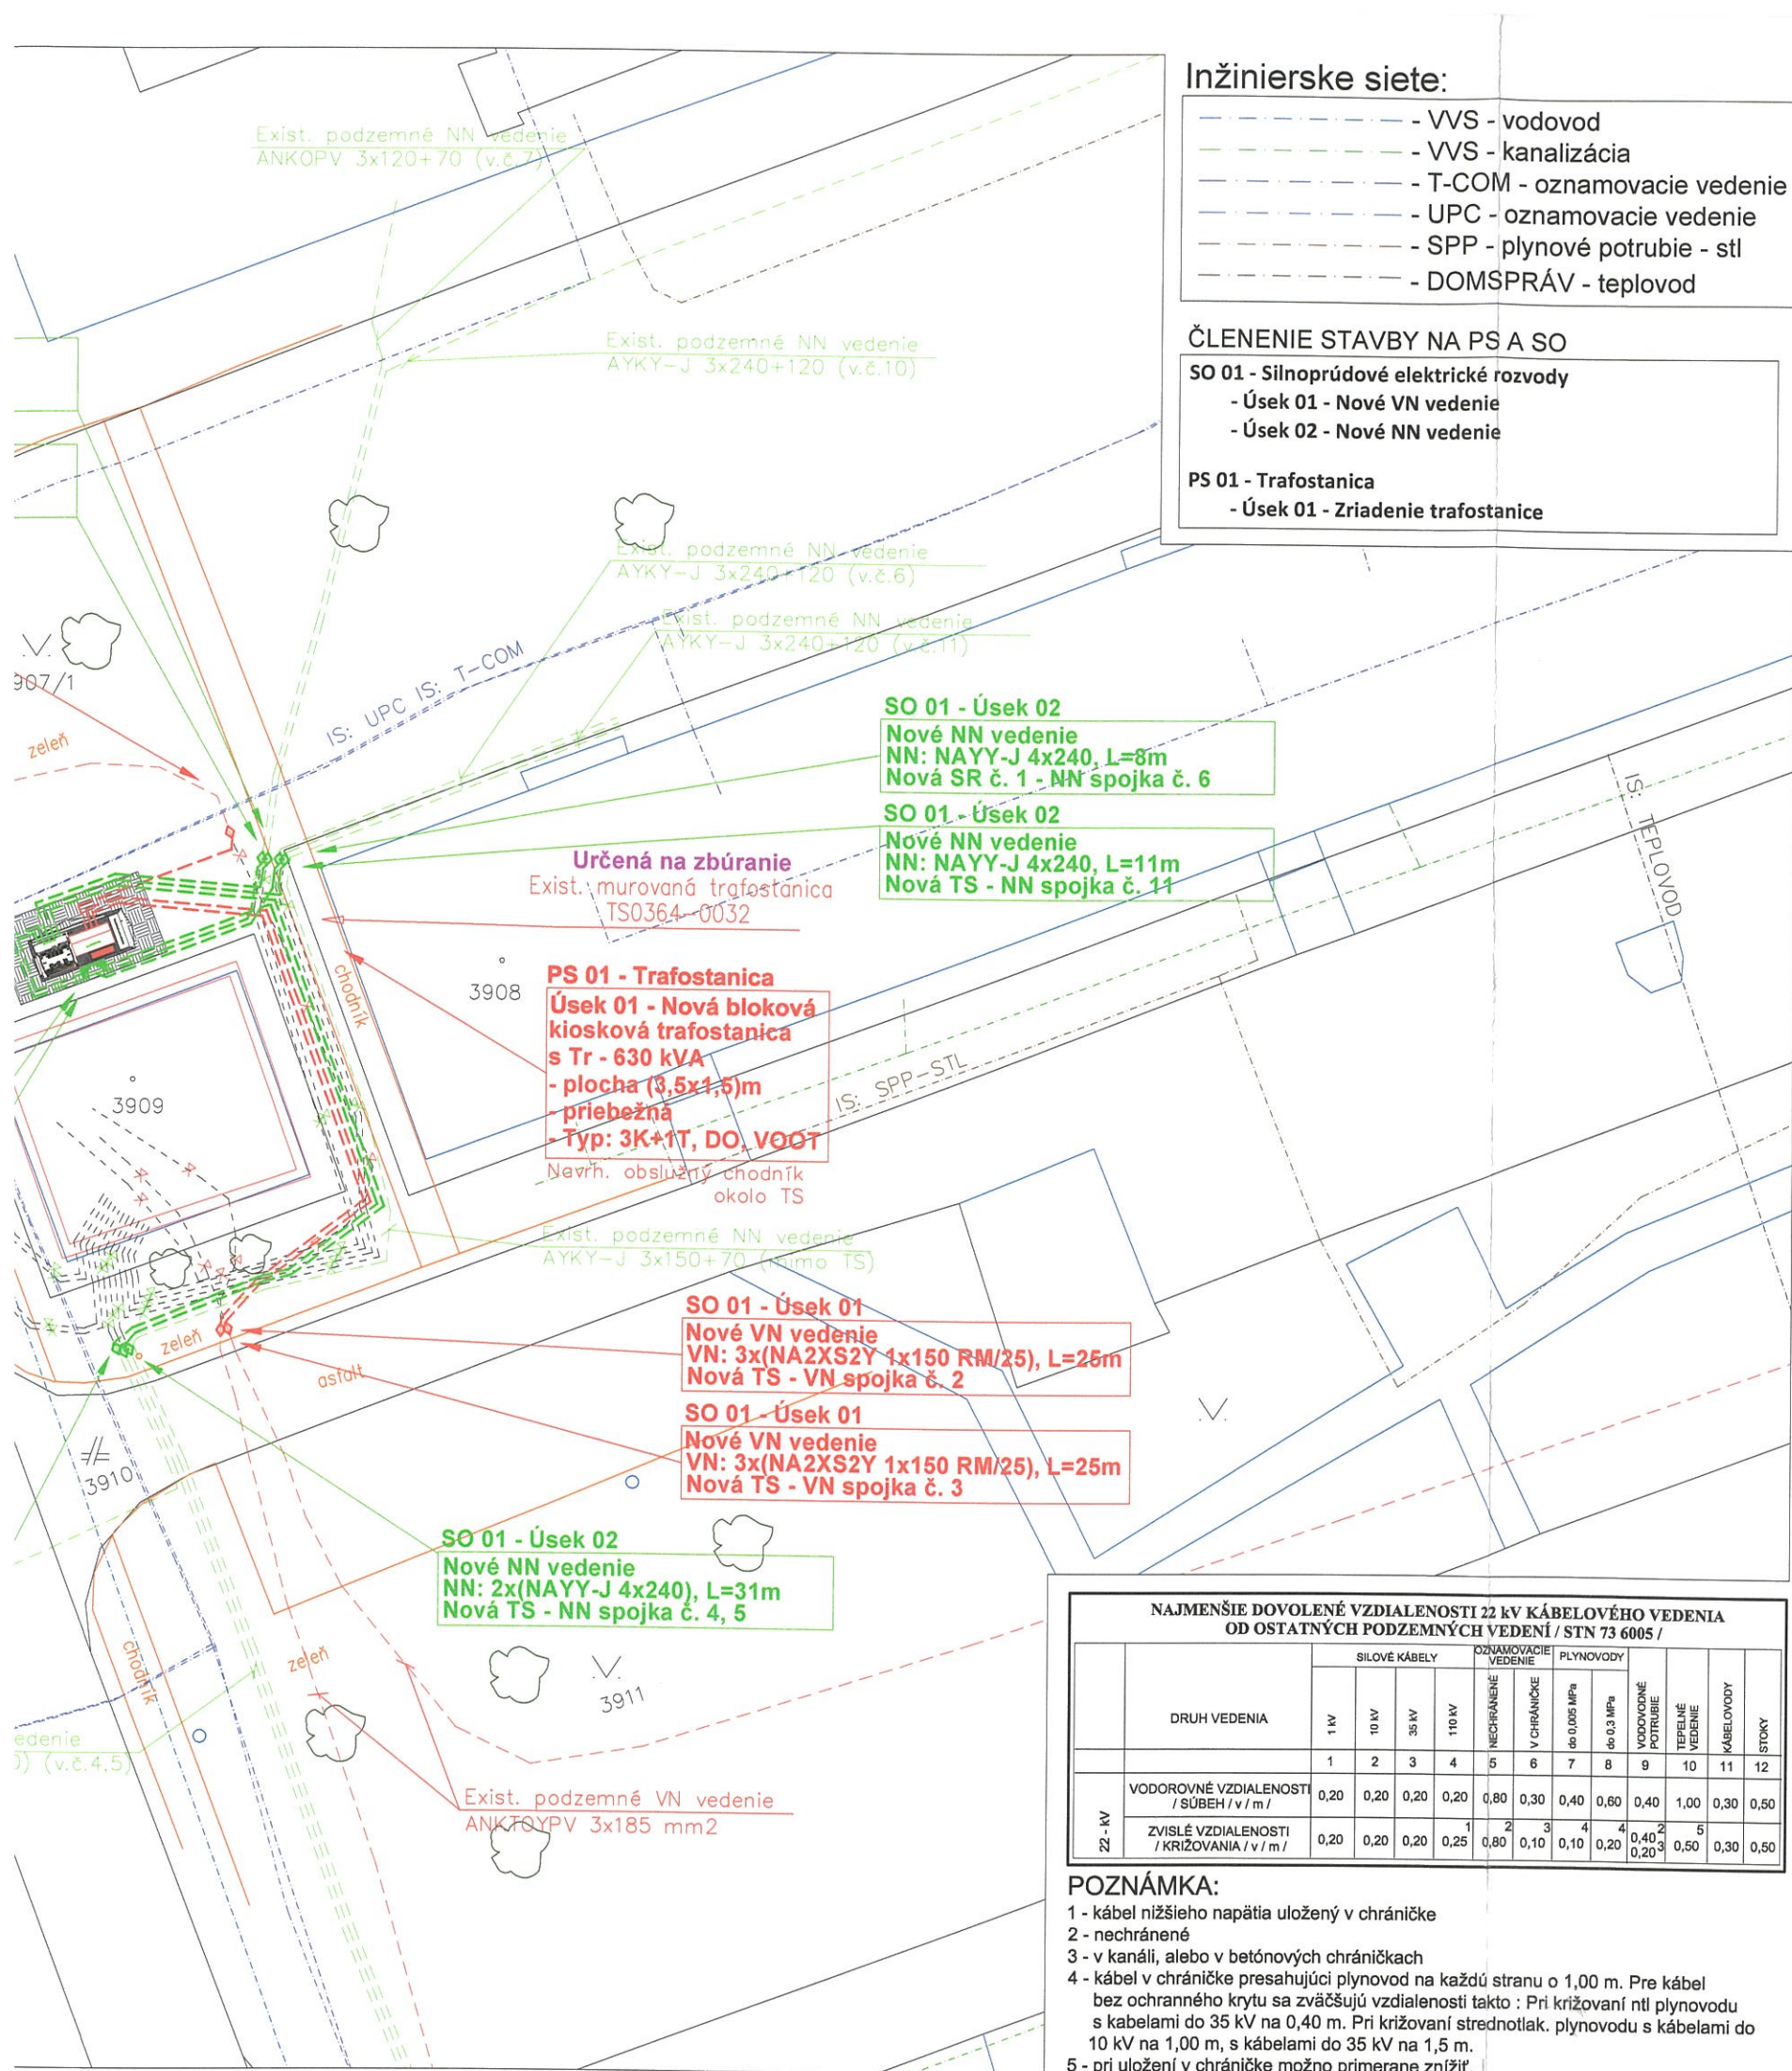 Inžinierske siete:
- VVS - vodovod
- VVS - kanalizácia
- T-COM - oznamovacie vedenie
- UPC - oznamovacie vedenie
- SPP - plynové potrubie - stl
- DOMSPRÁV - teplovod
ČLENENIE STAVBY NA PS A SO
SO 01 - Silnoprúdové elektrické rozvody
- Úsek 01 - Nové VN vedenie
- Úsek 02 - Nové NN vedenie
PS 01 - Trafostanica
- Úsek 01 - Zriadenie trafostanice
Exist. podzemné NN vedenie
ANKOPV 3x120+70 (v.č.7)
Exist. podzemné NN vedenie
AYKY-J 3x240+120 (v.č.10)
Exist. podzemné NN vedenie
AYKY-J 3x240+120 (v.č.6)
Exist. podzemné NN vedenie
AYKY-J 3x240+120 (v.č.11)
907/1
zeleň
IS: UPC IS: T-COM
SO 01 - Úsek 02
Nové NN vedenie
NN: NAYY-J 4x240, L=8m
Nová SR č. 1 - NN spojka č. 6
SO 01 - Úsek 02
Nové NN vedenie
NN: NAYY-J 4x240, L=11m
Nová TS - NN spojka č. 11
IS: TEPLOVOD
Určená na zbúranie
Exist. murovaná trafostanica
TS0364-0032
chodník
3908
PS 01 - Trafostanica
Úsek 01 - Nová bloková
kiosková trafostanica
s Tr - 630 kVA
- plocha (3,5x1,5)m
- priebežná
- Typ: 3K+1T, DO, VOOT
Navrh. obslužný chodník
okolo TS
IS: SPP-STL
3909
Exist. podzemné NN vedenie
AYKY-J 3x150+70 (mimo TS)
SO 01 - Úsek 01
Nové VN vedenie
VN: 3x(NA2XS2Y 1x150 RM/25), L=25m
Nová TS - VN spojka č. 2
zeleň
asfalt
SO 01 - Úsek 01
Nové VN vedenie
VN: 3x(NA2XS2Y 1x150 RM/25), L=25m
Nová TS - VN spojka č. 3
3910
SO 01 - Úsek 02
Nové NN vedenie
NN: 2x(NAYY-J 4x240), L=31m
Nová TS - NN spojka č. 4, 5
chodník
zeleň
3911
edenie
)) (v.č.4,5)
Exist. podzemné VN vedenie
ANKTOYPV 3x185 mm2
NAJMENŠIE DOVOLENÉ VZDIALENOSTI 22 kV KÁBELOVÉHO VEDENIA
OD OSTATNÝCH PODZEMNÝCH VEDENÍ / STN 73 6005 /
DRUH VEDENIA
SILOVÉ KÁBELY
OZNAMOVACIE
VEDENIE
PLYNOVODY
1 kV
10 kV
35 kV
110 kV
NECHRÁNENÉ
V CHRÁNIČKE
do 0,005 MPa
do 0,3 MPa
VODOVODNÉ
POTRUBIE
TEPELNÉ
VEDENIE
KÁBELOVODY
STOKY
1 2 3 4 5 6 7 8 9 10 11 12
22 - kV
VODOROVNÉ VZDIALENOSTI
/ SÚBEH / v / m /
0,20 0,20 0,20 0,20 0,80 0,30 0,40 0,60 0,40 1,00 0,30 0,50
ZVISLÉ VZDIALENOSTI
/ KRIŽOVANIA / v / m /
1 2 3 4 4 2 5
0,20 0,20 0,20 0,25 0,80 0,10 0,10 0,20 0,40 0,50 0,30 0,50
0,20 3
POZNÁMKA:
1 - kábel nižšieho napätia uložený v chráničke
2 - nechránené
3 - v kanáli, alebo v betónových chráničkach
4 - kábel v chráničke presahujúci plynovod na každú stranu o 1,00 m. Pre kábel
bez ochranného krytu sa zväčšujú vzdialenosti takto : Pri križovaní ntl plynovodu
s kabelami do 35 kV na 0,40 m. Pri križovaní strednotlak. plynovodu s kábelami do
10 kV na 1,00 m, s kábelami do 35 kV na 1,5 m.
5 - pri uložení v chráničke možno primerane znížiť